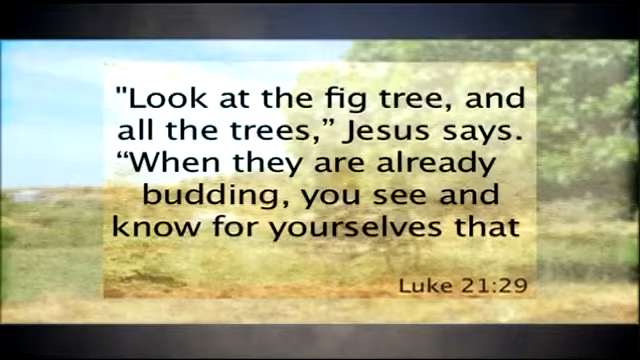 "Look at the fig tree, and
all the trees,” Jesus says.
“When they are already
budding, you see and
know for yourselves that
Luke 21:29